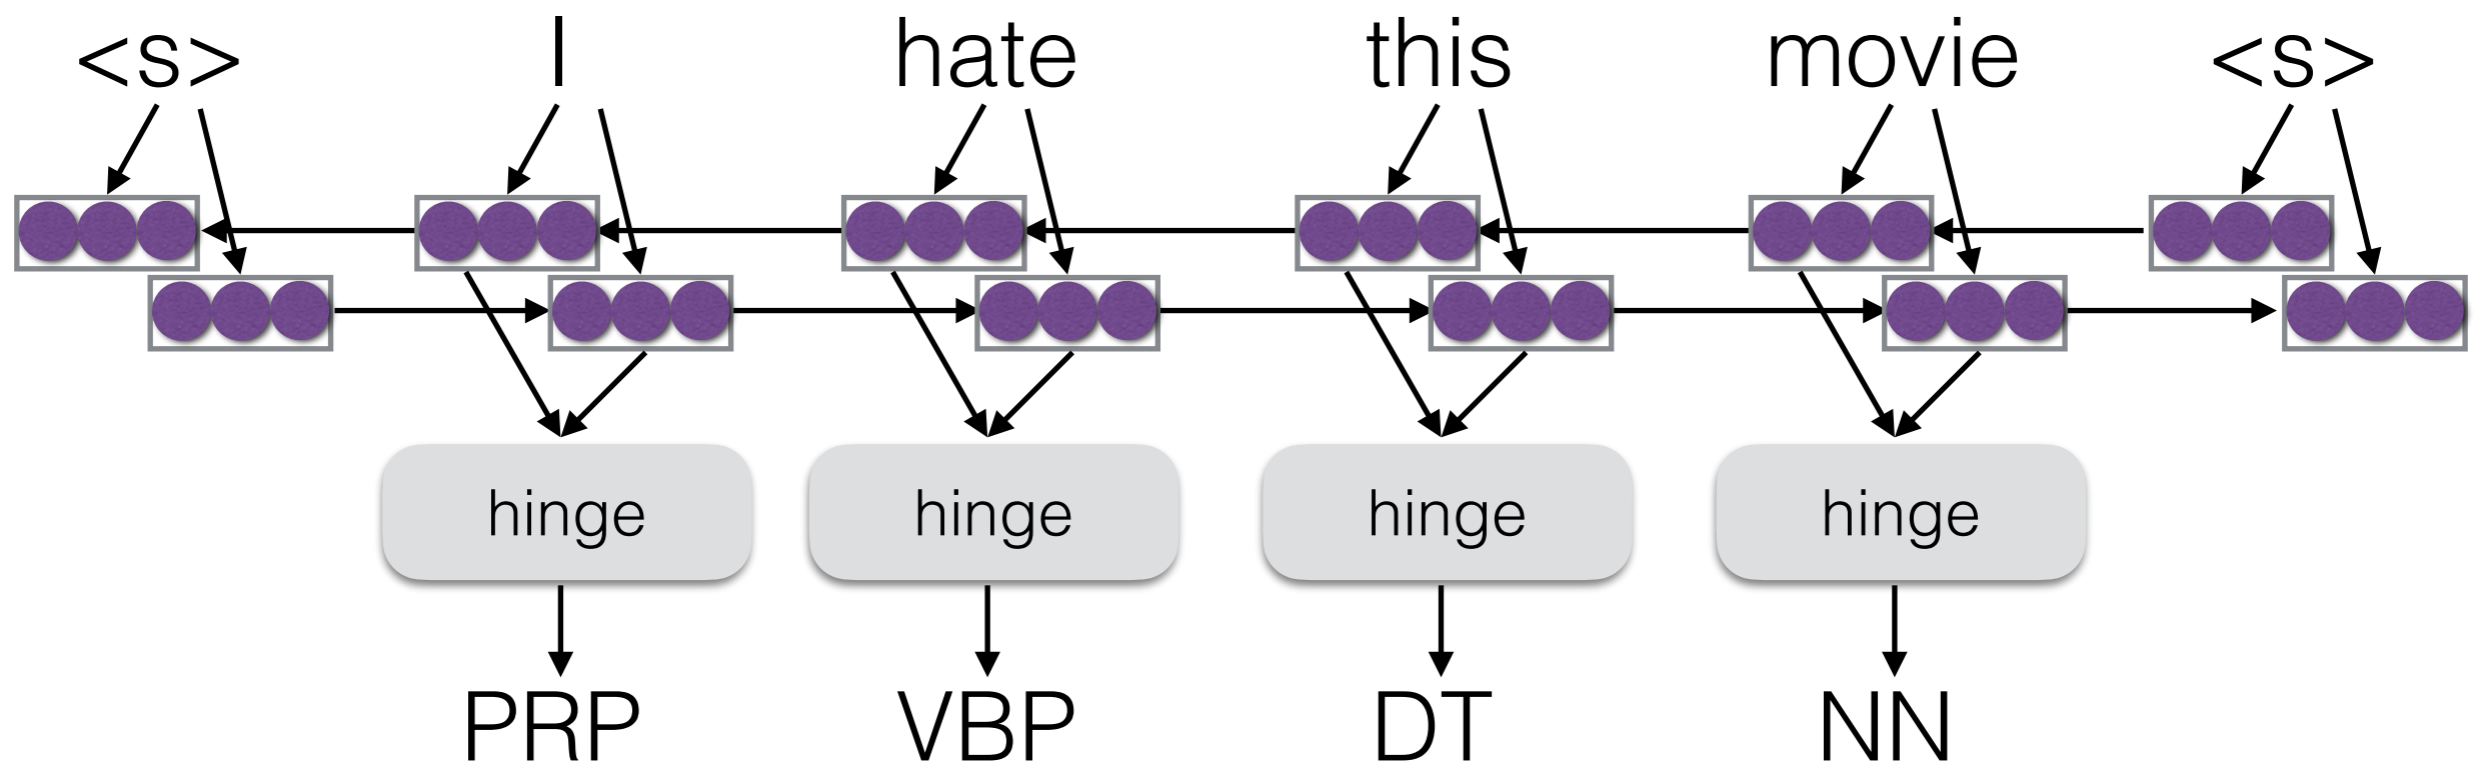 <s> I hate this movie <s>
hinge hinge hinge hinge
PRP VBP DT NN